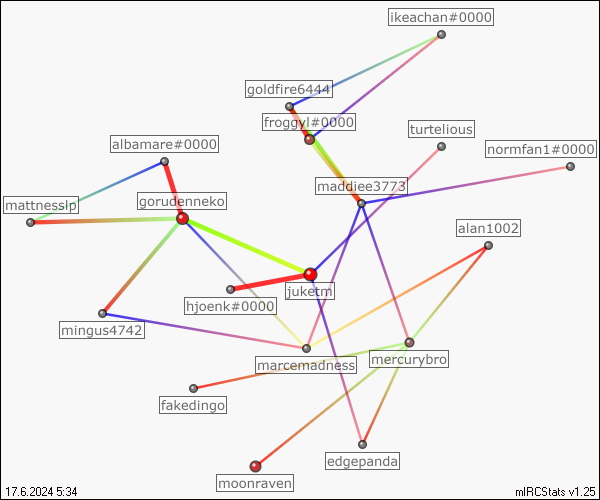 ikeachan#0000
goldfire6444
froggyl#0000
turtelious
albamare#0000
normfan1#0000
maddiee3773
gorudenneko
mattnesslp
alan1002
juketm
hjoenk#0000
mingus4742
mercurybro
marcemadness
fakedingo
edgepanda
moonraven
17.6.2024 5:34
mIRCStats v1.25